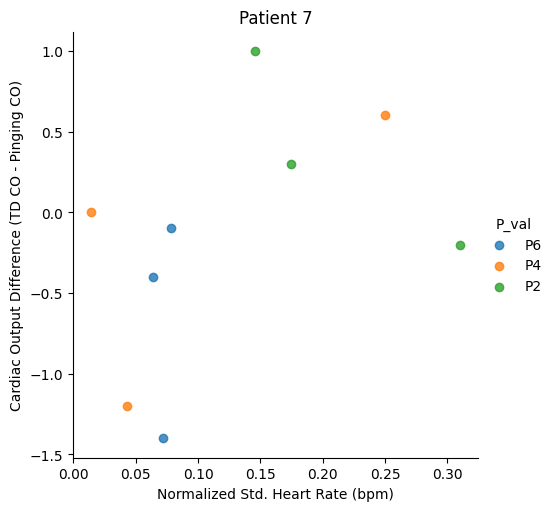 Patient 7
Cardiac Output Difference (TD CO - Pinging CO)
1.0
0.5
0.0
−0.5
−1.0
−1.5
0.00 0.05 0.10 0.15 0.20 0.25 0.30
Normalized Std. Heart Rate (bpm)
P_val
P6
P4
P2